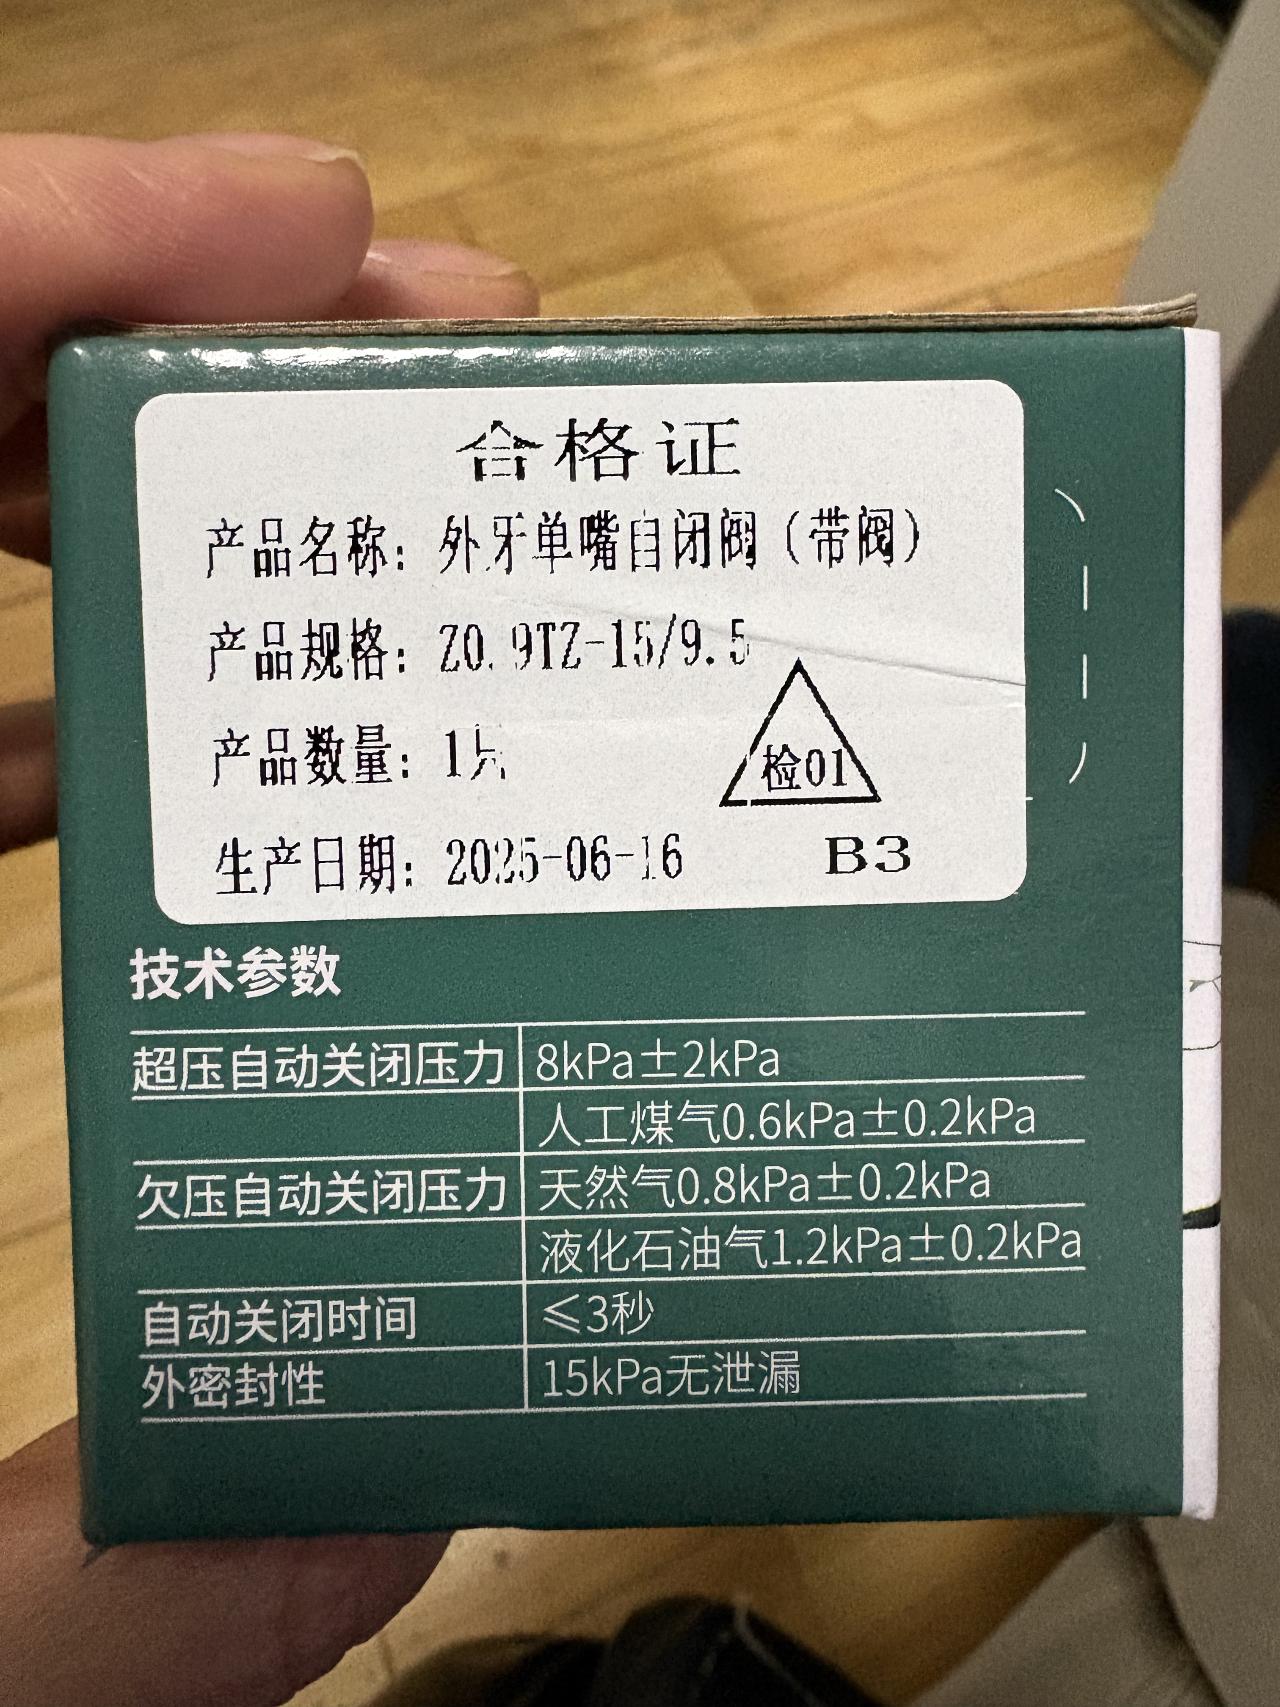 合格证
产品名称：外牙单嘴自闭阀（带阀）
产品规格：Z0.9TZ-15/9.5
产品数量：1只
检01
生产日期：2025-06-16 B3
技术参数
超压自动关闭压力 8kPa±2kPa
人工煤气0.6kPa±0.2kPa
欠压自动关闭压力 天然气0.8kPa±0.2kPa
液化石油气1.2kPa±0.2kPa
自动关闭时间 ≤3秒
外密封性 15kPa无泄漏